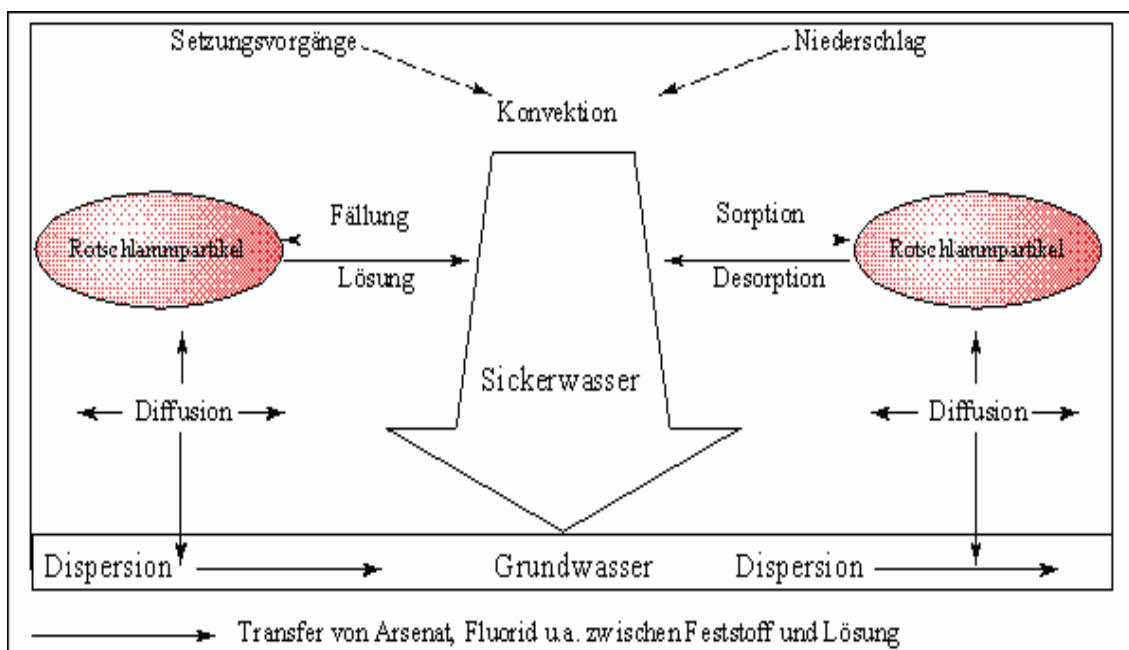 Setzungsvorgänge
Niederschlag
Konvektion
Fällung
Sorption
Rotschlammpartikel
Rotschlammpartikel
Lösung
Desorption
Sickerwasser
Diffusion
Diffusion
Dispersion
Grundwasser
Dispersion
Transfer von Arsenat, Fluorid u.a. zwischen Feststoff und Lösung